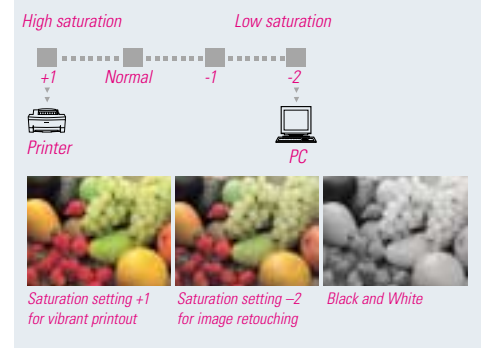 High saturation Low saturation
+1 Normal -1 -2
Printer PC
Saturation setting +1 Saturation setting –2 Black and White
for vibrant printout for image retouching